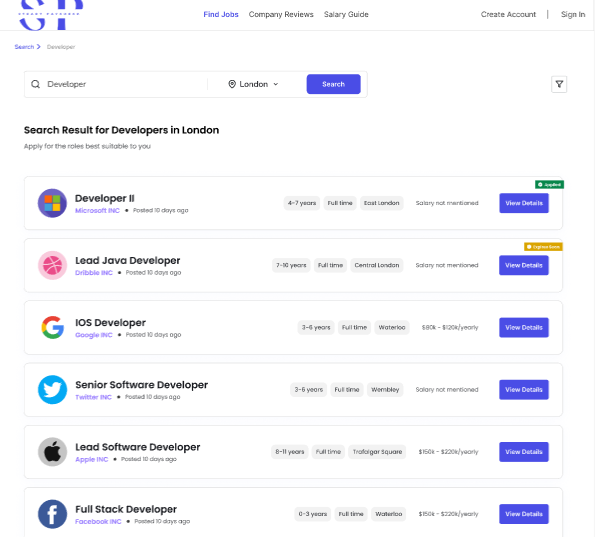 SP
Find Jobs Company Reviews Salary Guide Create Account | Sign In
Search > Developer
Developer London Search
Search Result for Developers in London
Apply for the roles best suitable to you
Applied
Developer II
Microsoft INC • Posted 10 days ago
4-7 years Full time East London Salary not mentioned View Details
Lead Java Developer
Dribble INC • Posted 10 days ago
7-10 years Full time Central London Salary not mentioned View Details
IOS Developer
Google INC • Posted 10 days ago
3-6 years Full time Waterloo $80k - $120k/yearly View Details
Senior Software Developer
Twitter INC • Posted 10 days ago
3-6 years Full time Wembley Salary not mentioned View Details
Lead Software Developer
Apple INC • Posted 10 days ago
8-11 years Full time Trafalgar Square $150k - $220k/yearly View Details
Full Stack Developer
Facebook INC • Posted 10 days ago
0-3 years Full time Waterloo $150k - $220k/yearly View Details